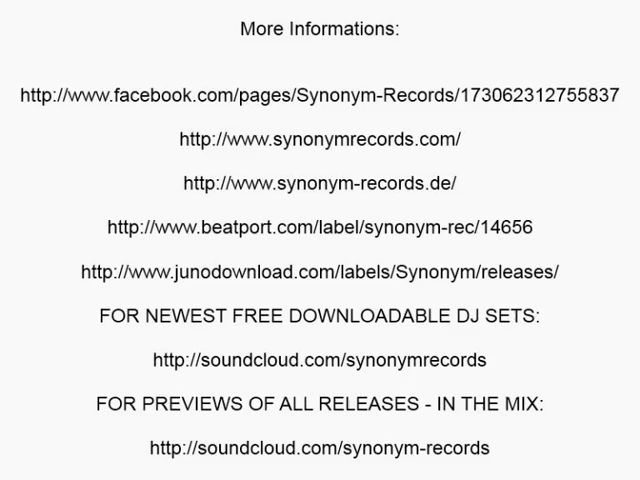 More Informations:
http://www.facebook.com/pages/Synonym-Records/173062312755837
http://www.synonymrecords.com/
http://www.synonym-records.de/
http://www.beatport.com/label/synonym-rec/14656
http://www.junodownload.com/labels/Synonym/releases/
FOR NEWEST FREE DOWNLOADABLE DJ SETS:
http://soundcloud.com/synonymrecords
FOR PREVIEWS OF ALL RELEASES - IN THE MIX:
http://soundcloud.com/synonym-records